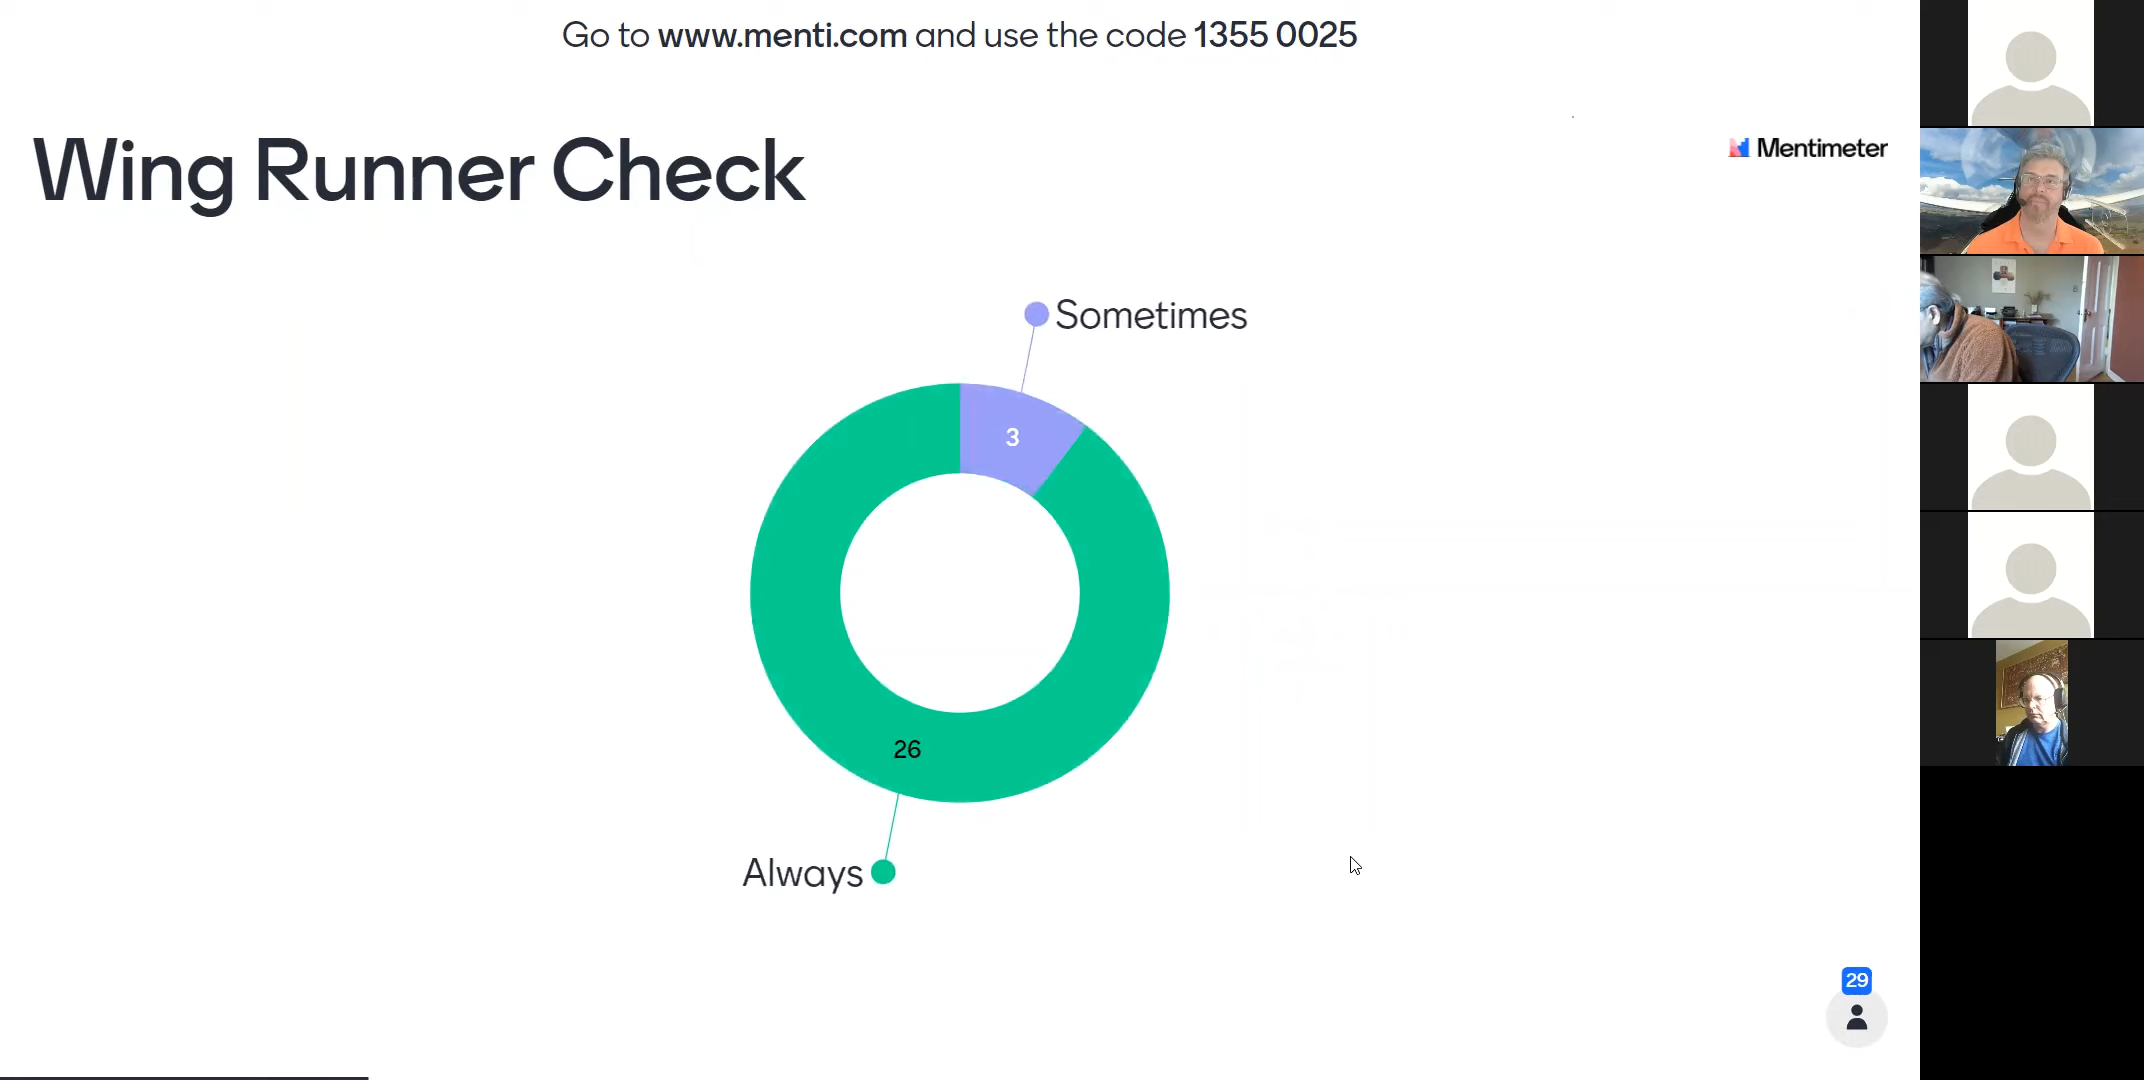 Go to www.menti.com and use the code 1355 0025
Wing Runner Check
Mentimeter
Sometimes
3
26
Always
29